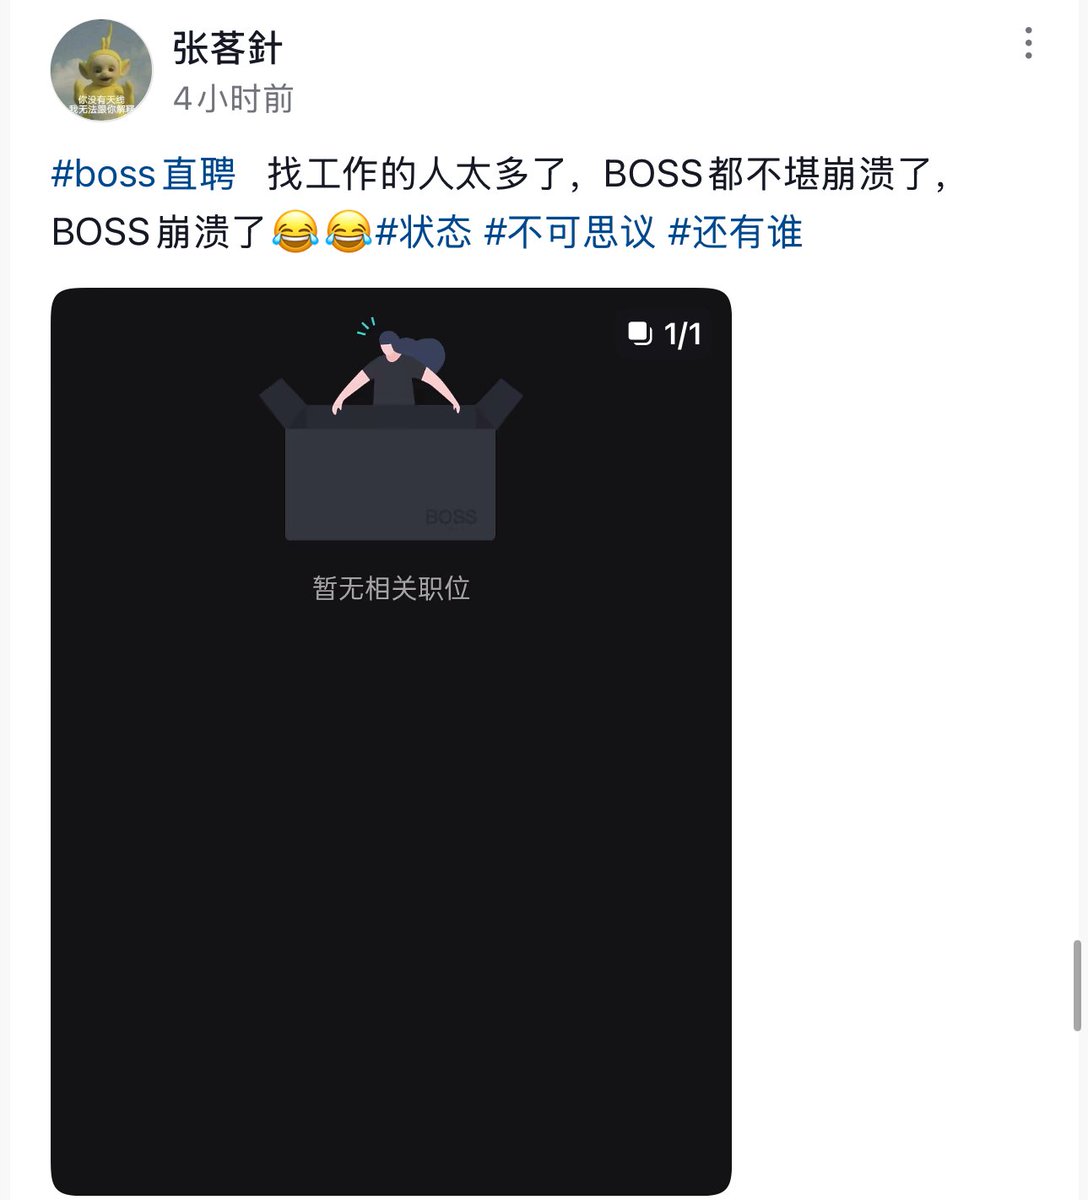 张茖針
4小时前
你没有天线
我无法跟你解释
#boss直聘 找工作的人太多了，BOSS都不堪崩溃了，
BOSS崩溃了😂😂#状态 #不可思议 #还有谁
1/1
BOSS
暂无相关职位